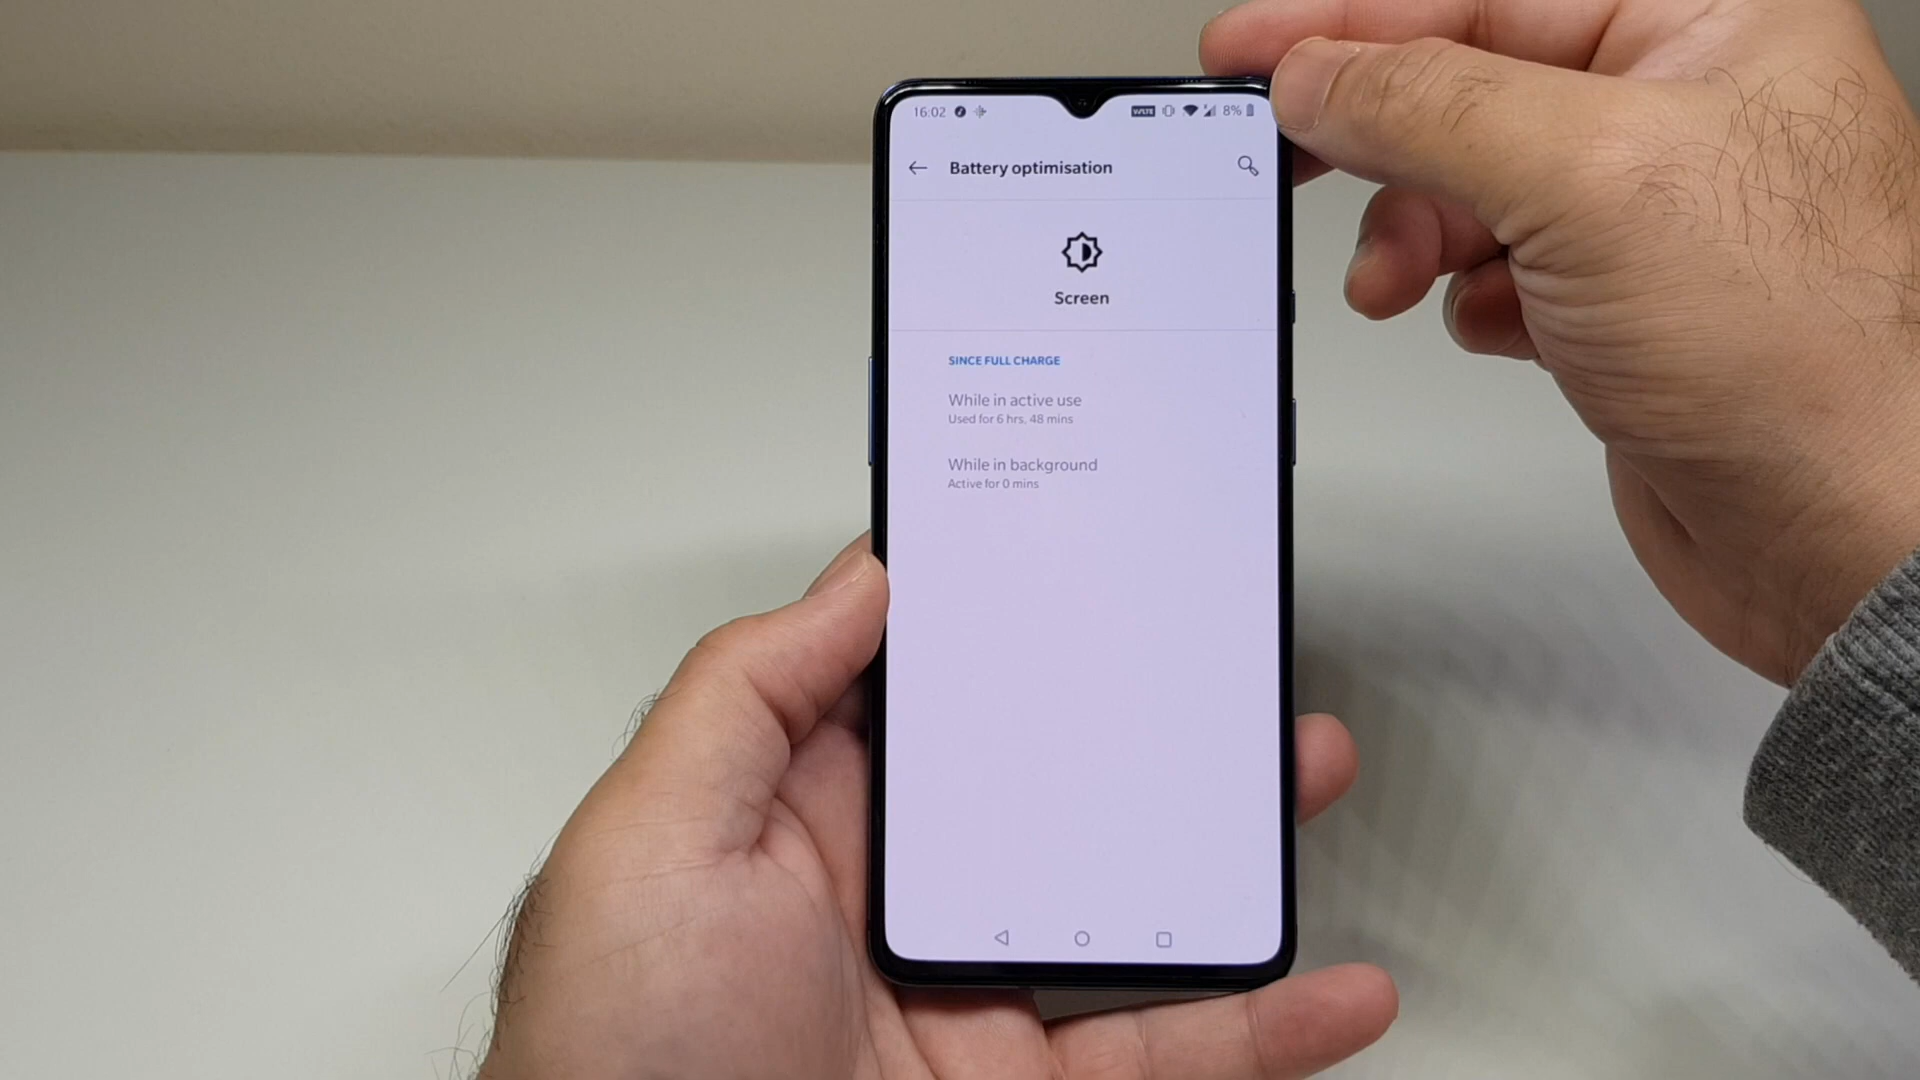 16:02 VoLTE 8%
Battery optimisation
Screen
SINCE FULL CHARGE
While in active use
Used for 6 hrs, 48 mins
While in background
Active for 0 mins